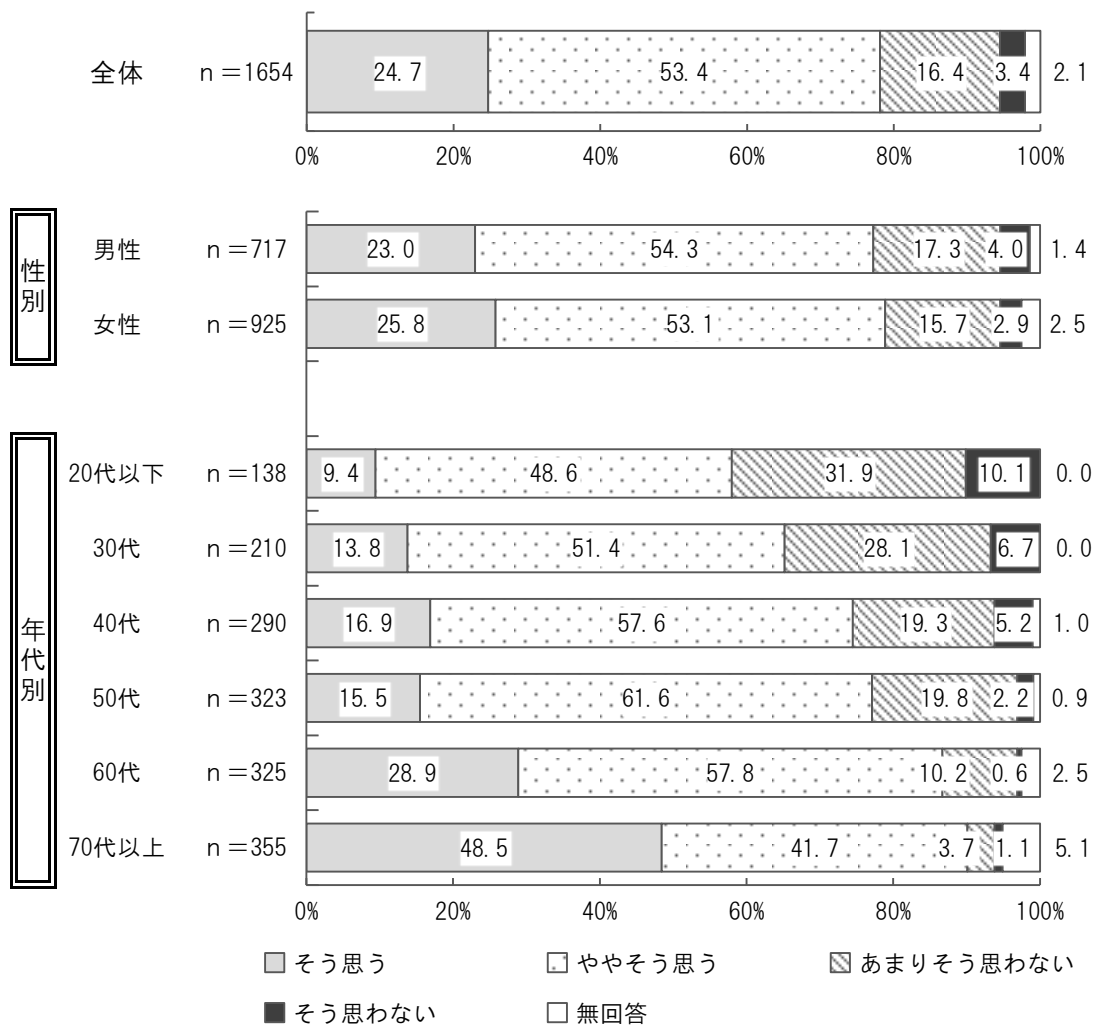 全体 n=1654 24.7 53.4 16.4 3.4 2.1
0% 20% 40% 60% 80% 100%
性別
男性 n=717 23.0 54.3 17.3 4.0 1.4
女性 n=925 25.8 53.1 15.7 2.9 2.5
年代別
20代以下 n=138 9.4 48.6 31.9 10.1 0.0
30代 n=210 13.8 51.4 28.1 6.7 0.0
40代 n=290 16.9 57.6 19.3 5.2 1.0
50代 n=323 15.5 61.6 19.8 2.2 0.9
60代 n=325 28.9 57.8 10.2 0.6 2.5
70代以上 n=355 48.5 41.7 3.7 1.1 5.1
0% 20% 40% 60% 80% 100%
そう思う ややそう思う あまりそう思わない
そう思わない 無回答